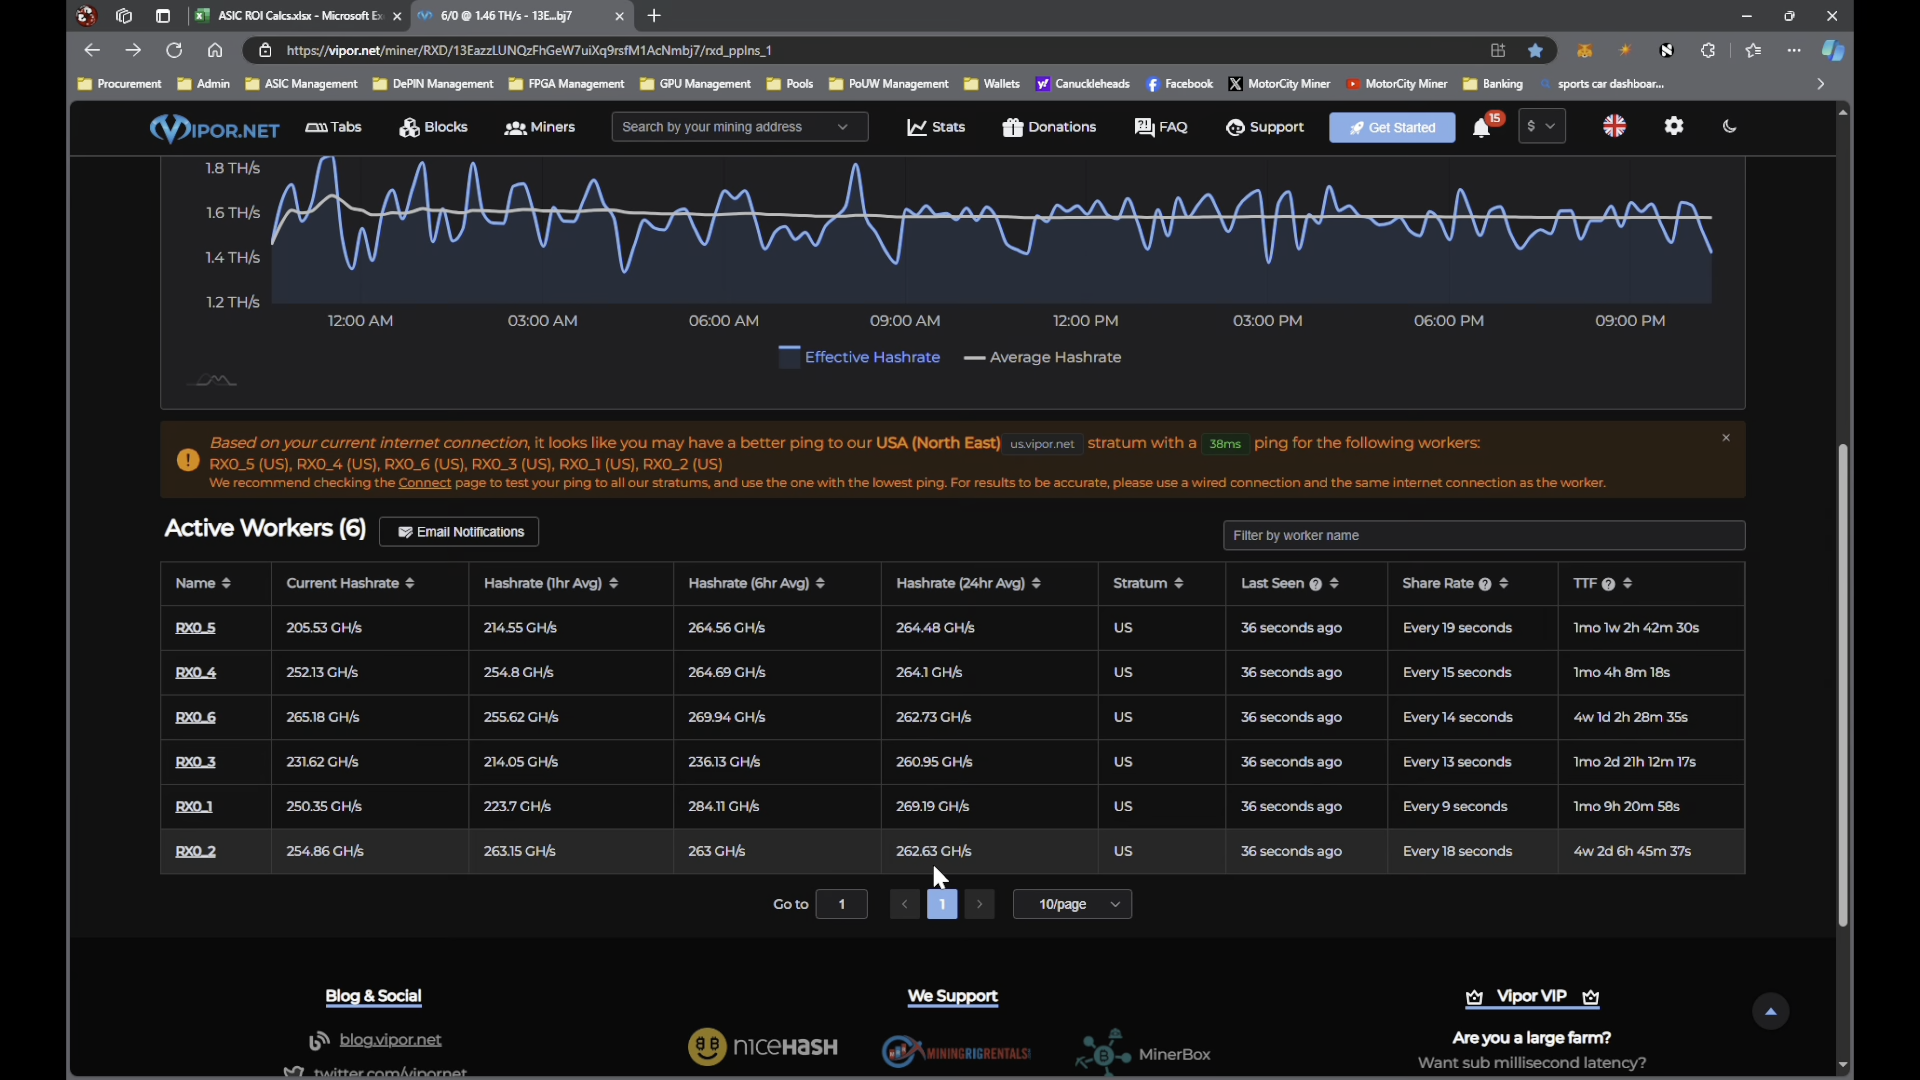 ASIC ROI Calcs.xlsx - Microsoft Ex
6/0 @ 1.46 TH/s - 13E...bj7
https://vipor.net/miner/RXD/13EazzLUNQzFhGeW7uiXq9rsfM1AcNmbj7/rxd_pplns_1
Procurement Admin ASIC Management DePIN Management FPGA Management GPU Management Pools PoUW Management Wallets Canuckleheads Facebook MotorCity Miner MotorCity Miner Banking sports car dashboar...
VIPOR.NET Tabs Blocks Miners Search by your mining address Stats Donations FAQ Support Get Started 15 $
1.8 TH/s
1.6 TH/s
1.4 TH/s
1.2 TH/s
12:00 AM 03:00 AM 06:00 AM 09:00 AM 12:00 PM 03:00 PM 06:00 PM 09:00 PM
Effective Hashrate Average Hashrate
Based on your current internet connection, it looks like you may have a better ping to our USA (North East) us.vipor.net stratum with a 38ms ping for the following workers:
RX0_5 (US), RX0_4 (US), RX0_6 (US), RX0_3 (US), RX0_1 (US), RX0_2 (US)
We recommend checking the Connect page to test your ping to all our stratums, and use the one with the lowest ping. For results to be accurate, please use a wired connection and the same internet connection as the worker.
Active Workers (6) Email Notifications Filter by worker name
Name Current Hashrate Hashrate (1hr Avg) Hashrate (6hr Avg) Hashrate (24hr Avg) Stratum Last Seen Share Rate TTF
RX0_5 205.53 GH/s 214.55 GH/s 264.56 GH/s 264.48 GH/s US 36 seconds ago Every 19 seconds 1mo 1w 2h 42m 30s
RX0_4 252.13 GH/s 254.8 GH/s 264.69 GH/s 264.1 GH/s US 36 seconds ago Every 15 seconds 1mo 4h 8m 18s
RX0_6 265.18 GH/s 255.62 GH/s 269.94 GH/s 262.73 GH/s US 36 seconds ago Every 14 seconds 4w 1d 2h 28m 35s
RX0_3 231.62 GH/s 214.05 GH/s 236.13 GH/s 260.95 GH/s US 36 seconds ago Every 13 seconds 1mo 2d 21h 12m 17s
RX0_1 250.35 GH/s 223.7 GH/s 284.11 GH/s 269.19 GH/s US 36 seconds ago Every 9 seconds 1mo 9h 20m 58s
RX0_2 254.86 GH/s 263.15 GH/s 263 GH/s 262.63 GH/s US 36 seconds ago Every 18 seconds 4w 2d 6h 45m 37s
Go to 1 1 10/page
Blog & Social We Support Vipor VIP
blog.vipor.net NICEHASH MININGRIGRENTALS MinerBox Are you a large farm?
twitter.com/vipornet Want sub millisecond latency?